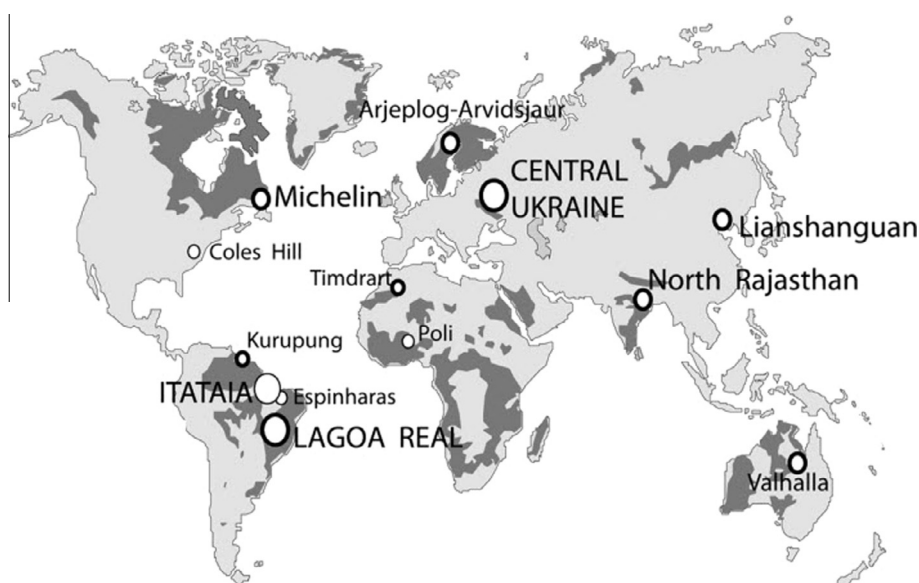 Arjeplog-Arvidsjaur
CENTRAL
UKRAINE
Michelin
Lianshanguan
Coles Hill
Timdrart
North Rajasthan
Kurupung
Poli
ITATAIA
Espinharas
LAGOA REAL
Valhalla